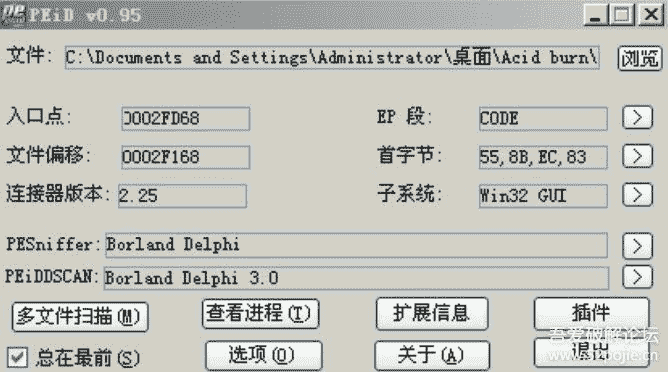 PEiD v0.95
文件: C:\Documents and Settings\Administrator\桌面\Acid burn\ 浏览
入口点: 0002FD68 EP 段: CODE >
文件偏移: 0002F168 首字节: 55,8B,EC,83 >
连接器版本: 2.25 子系统: Win32 GUI >
PESniffer: Borland Delphi >
PEiDDSCAN: Borland Delphi 3.0 >
多文件扫描(M) 查看进程(T) 扩展信息 插件
总在最前(S) 选项(O) 关于(A) 退出
吾爱破解论坛
www.52pojie.cn